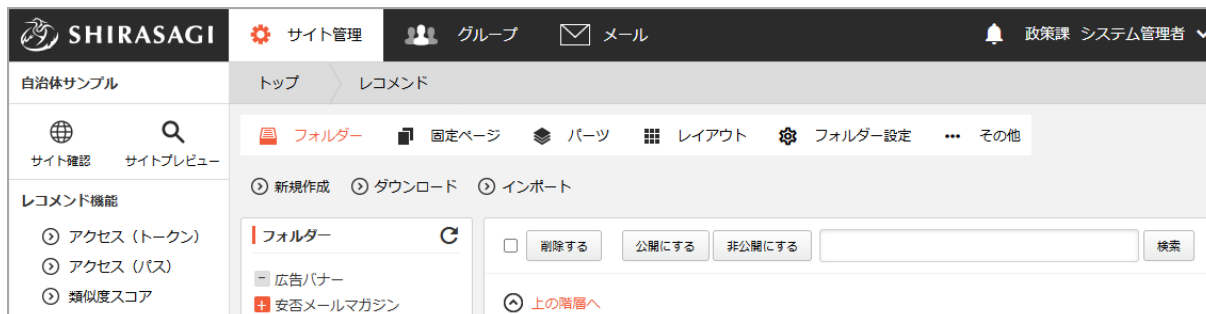 SHIRASAGI サイト管理 グループ メール 政策課 システム管理者
自治体サンプル トップ レコメンド
フォルダー 固定ページ パーツ レイアウト フォルダー設定 その他
サイト確認 サイトプレビュー
新規作成 ダウンロード インポート
レコメンド機能
アクセス（トークン） フォルダー 削除する 公開にする 非公開にする 検索
アクセス（パス）
広告バナー
類似度スコア
安否メールマガジン 上の階層へ